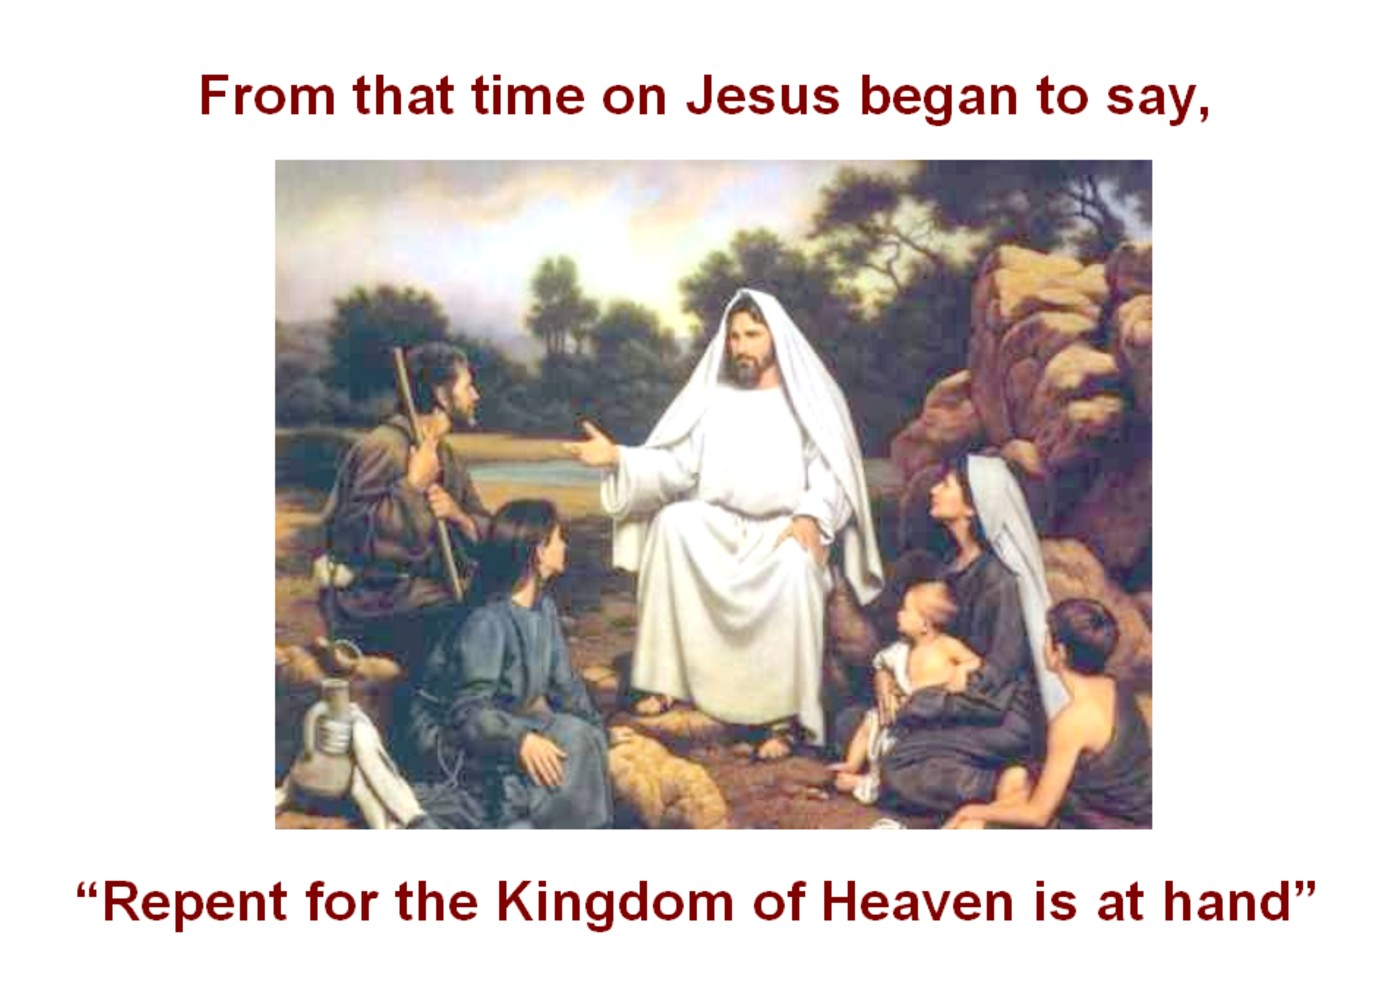 From that time on Jesus began to say,
“Repent for the Kingdom of Heaven is at hand”